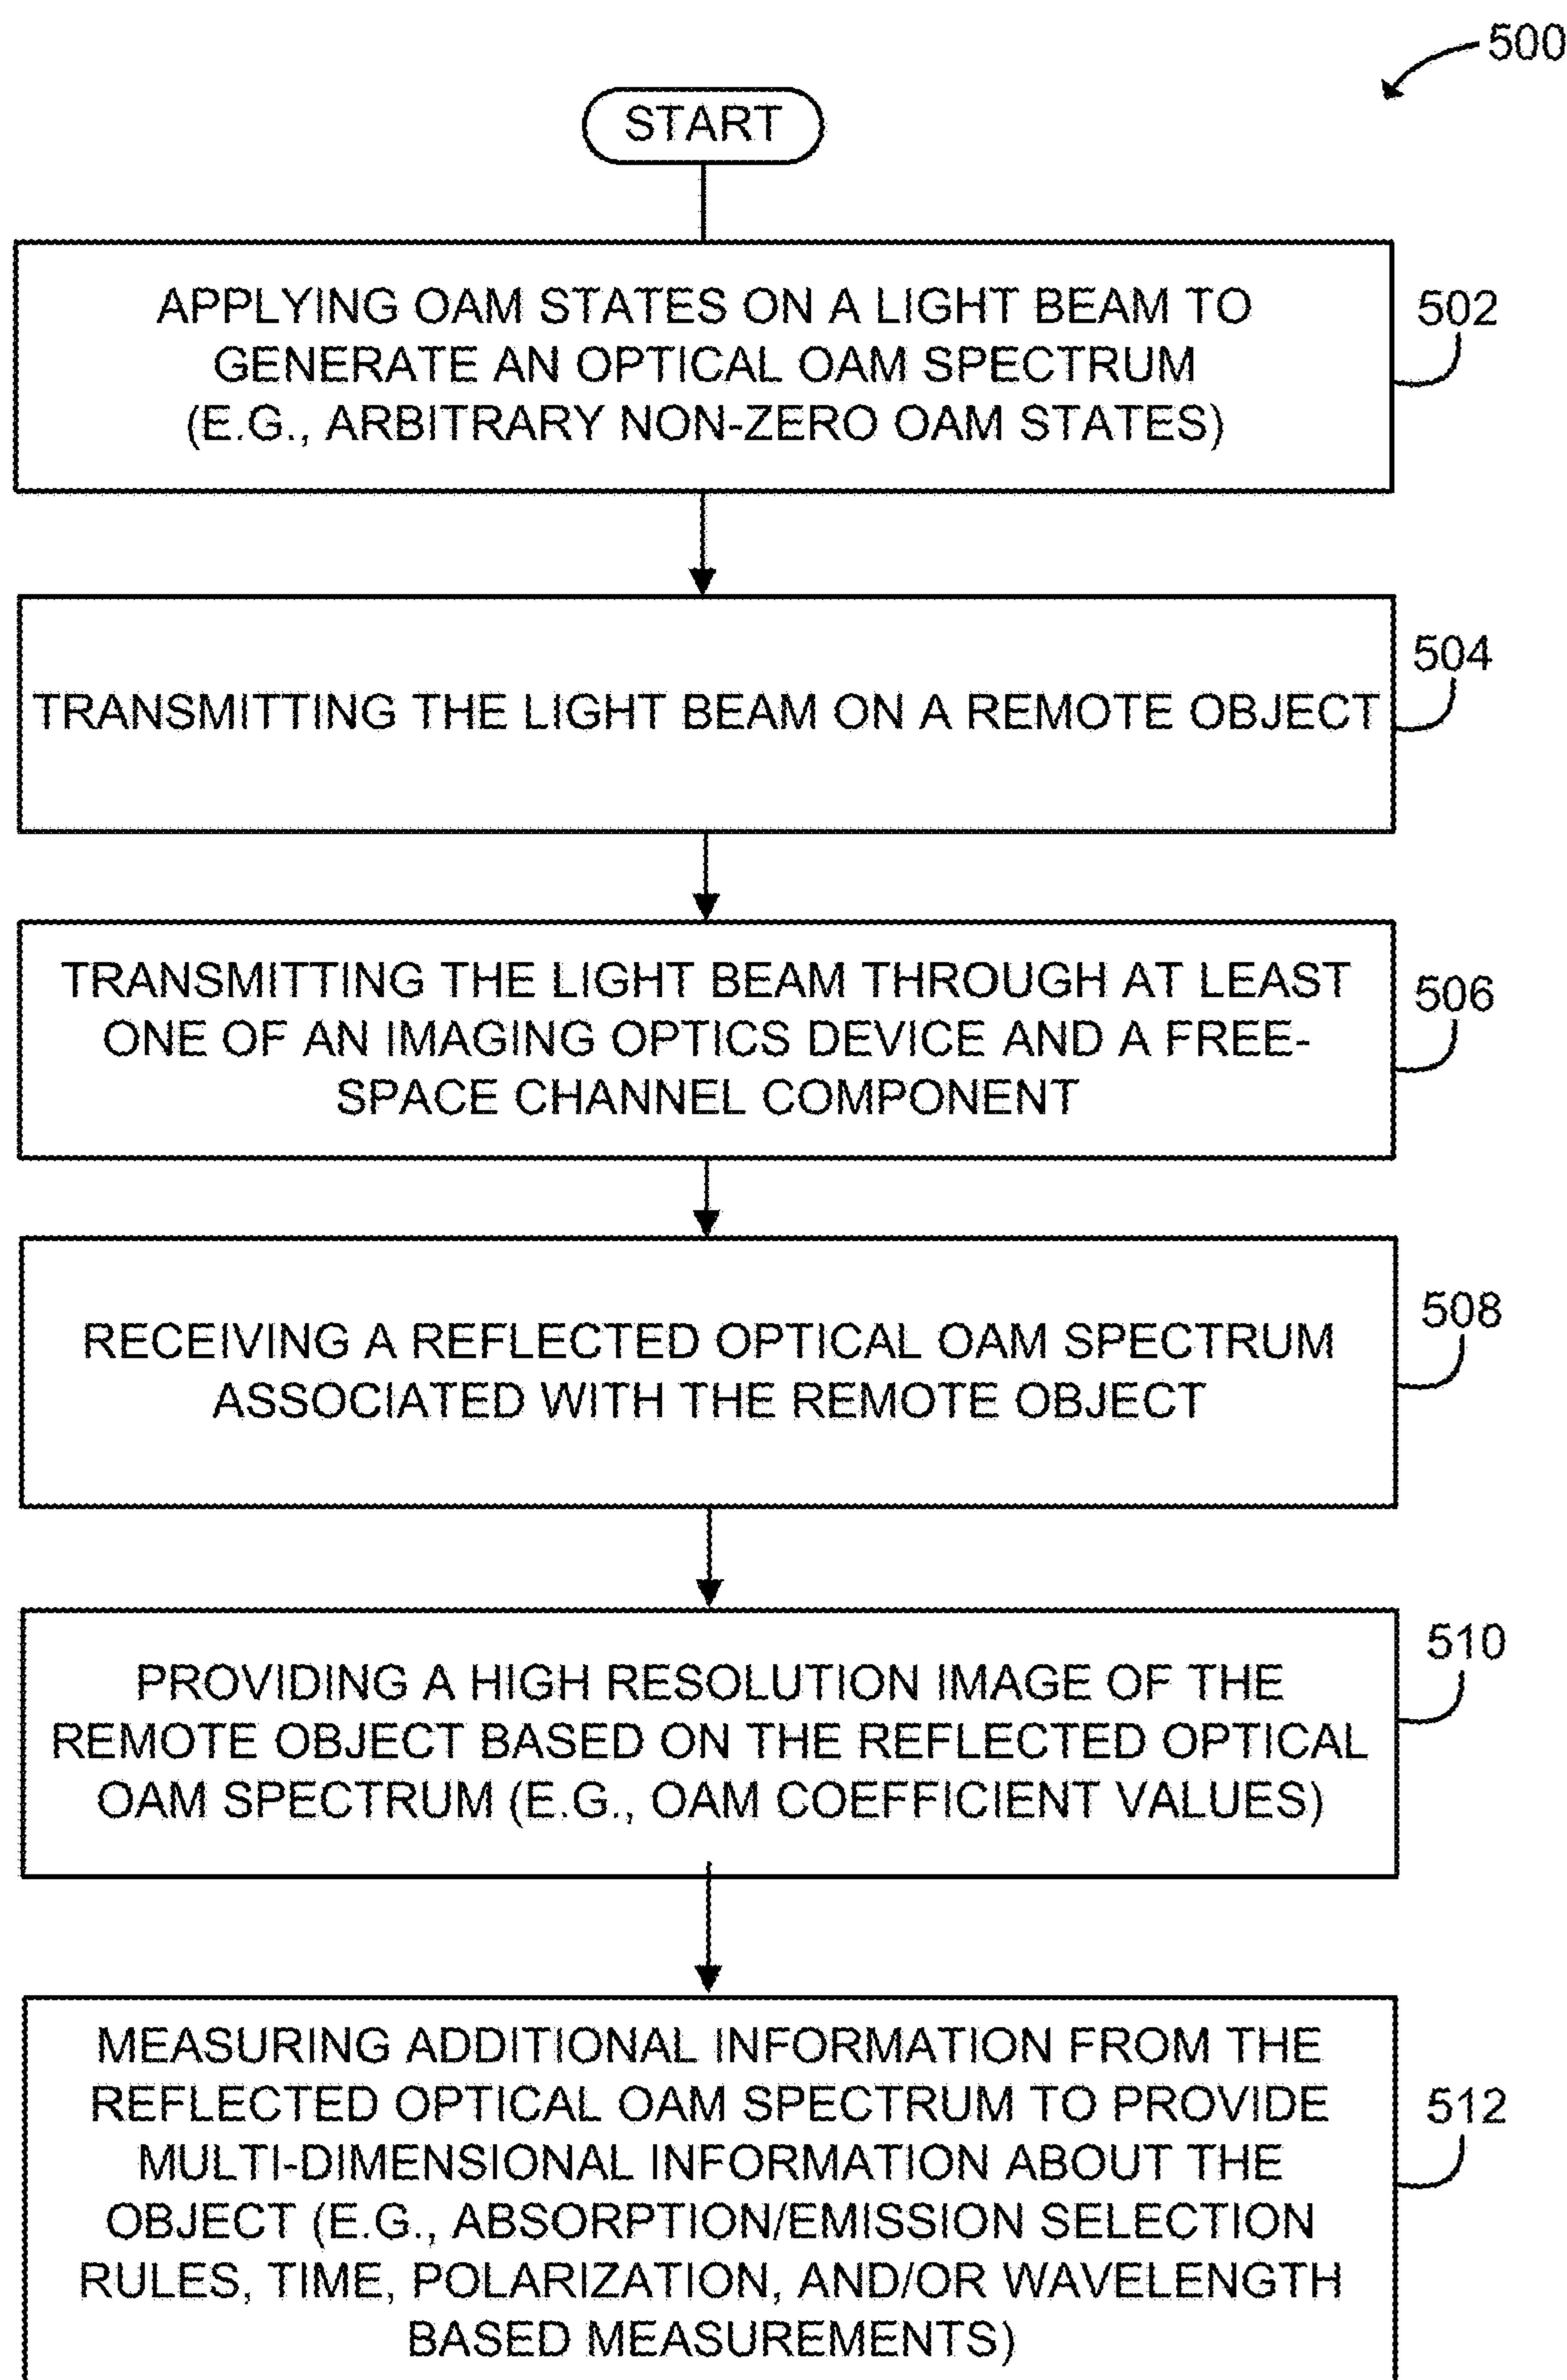 500
START
APPLYING OAM STATES ON A LIGHT BEAM TO
GENERATE AN OPTICAL OAM SPECTRUM
(E.G., ARBITRARY NON-ZERO OAM STATES)
502
TRANSMITTING THE LIGHT BEAM ON A REMOTE OBJECT
504
TRANSMITTING THE LIGHT BEAM THROUGH AT LEAST
ONE OF AN IMAGING OPTICS DEVICE AND A FREE-
SPACE CHANNEL COMPONENT
506
RECEIVING A REFLECTED OPTICAL OAM SPECTRUM
ASSOCIATED WITH THE REMOTE OBJECT
508
PROVIDING A HIGH RESOLUTION IMAGE OF THE
REMOTE OBJECT BASED ON THE REFLECTED OPTICAL
OAM SPECTRUM (E.G., OAM COEFFICIENT VALUES)
510
MEASURING ADDITIONAL INFORMATION FROM THE
REFLECTED OPTICAL OAM SPECTRUM TO PROVIDE
MULTI-DIMENSIONAL INFORMATION ABOUT THE
OBJECT (E.G., ABSORPTION/EMISSION SELECTION
RULES, TIME, POLARIZATION, AND/OR WAVELENGTH
BASED MEASUREMENTS)
512